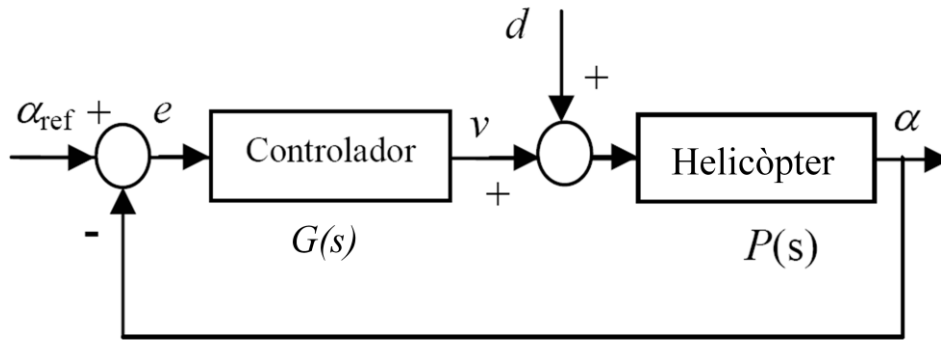 d
+
α_ref + e
Controlador
v
+
Helicòpter
α
-
G(s)
P(s)